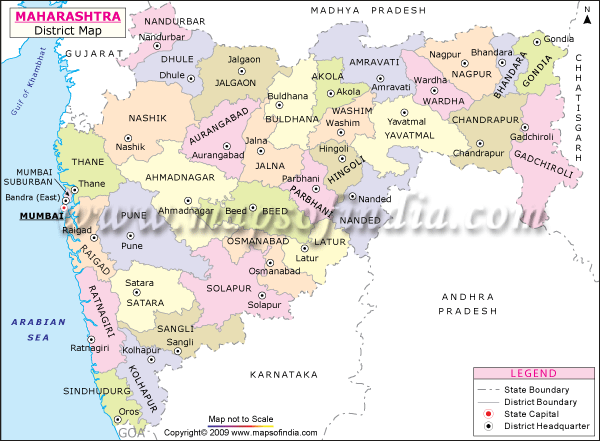 MAHARASHTRA
District Map
MADHYA PRADESH
N
GUJARAT
Gulf of Khambhat
CHHATISGARH
NANDURBAR
Nandurbar
DHULE
Dhule
Jalgaon
JALGAON
Buldhana
BULDHANA
AKOLA
Akola
AMRAVATI
Amravati
Nagpur
NAGPUR
Wardha
WARDHA
Bhandara
BHANDARA
Gondia
GONDIA
NASHIK
Nashik
AURANGABAD
Aurangabad
Jalna
JALNA
WASHIM
Washim
Hingoli
HINGOLI
Yavatmal
YAVATMAL
CHANDRAPUR
Chandrapur
Gadchiroli
GADCHIROLI
THANE
Thane
MUMBAI
SUBURBAN
Bandra (East)
MUMBAI
AHMADNAGAR
Ahmadnagar
Beed
BEED
Parbhani
PARBHANI
Nanded
NANDED
www.mapsofindia.com
Raigad
RAIGAD
PUNE
Pune
OSMANABAD
Osmanabad
LATUR
Latur
Satara
SATARA
SOLAPUR
Solapur
RATNAGIRI
Ratnagiri
SANGLI
Sangli
Kolhapur
KOLHAPUR
SINDHUDURG
Oros
GOA
ARABIAN
SEA
KARNATAKA
ANDHRA
PRADESH
LEGEND
State Boundary
District Boundary
State Capital
District Headquarter
Map not to Scale
Copyright © 2009 www.mapsofindia.com